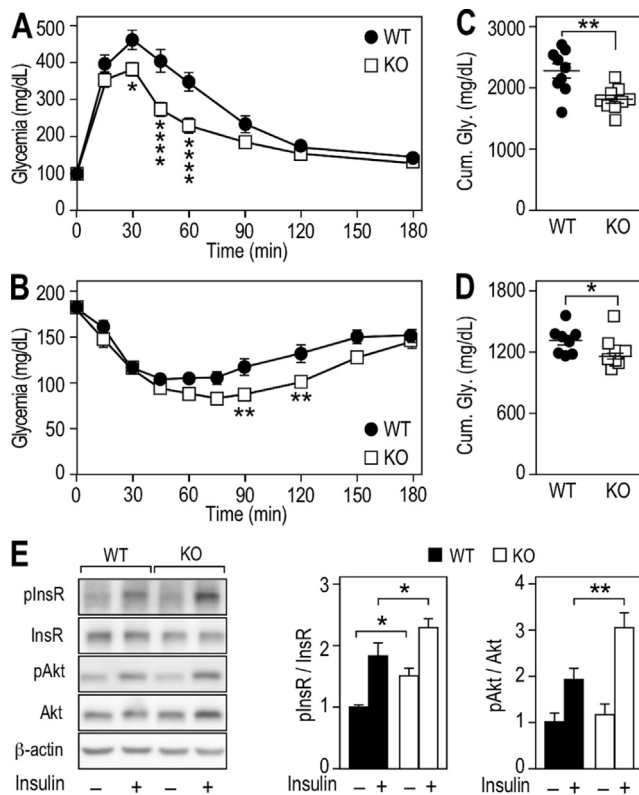 A
Glycemia (mg/dL)
500
400
300
200
100
0
WT
KO
*
****
****
0 30 60 90 120 150 180
Time (min)
C
Cum. Gly. (mg/dL)
3000
2000
1000
0
**
WT KO
B
Glycemia (mg/dL)
200
150
100
50
0
** **
WT
KO
0 30 60 90 120 150 180
Time (min)
D
Cum. Gly. (mg/dL)
1800
1200
600
0
*
WT KO
E
WT KO
pInsR
InsR
pAkt
Akt
β-actin
Insulin – + – +
WT KO
pInsR / InsR
3
2
1
0
*
*
Insulin – + – +
pAkt / Akt
4
3
2
1
0
**
Insulin – + – +